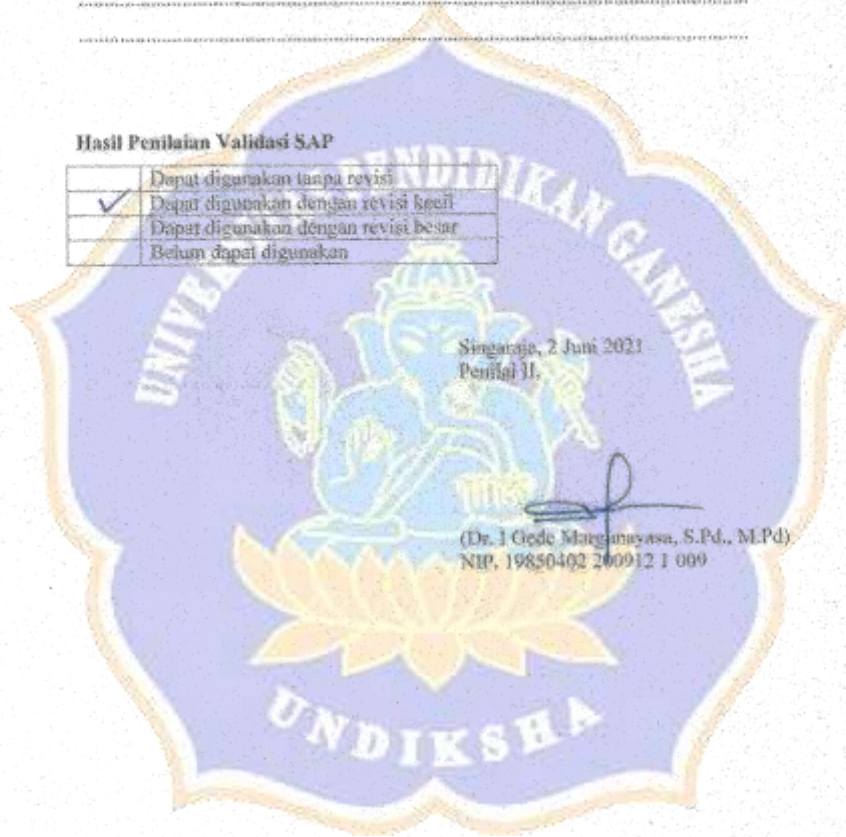 Hasil Penilaian Validasi SAP
Dapat digunakan tanpa revisi
✓ Dapat digunakan dengan revisi kecil
Dapat digunakan dengan revisi besar
Belum dapat digunakan
UNIVERSITAS PENDIDIKAN GANESHA
Singaraja, 2 Juni 2021
Penilai II,
(Dr. I Gede Margunayasa, S.Pd., M.Pd)
NIP. 19850402 200912 1 009
UNDIKSHA